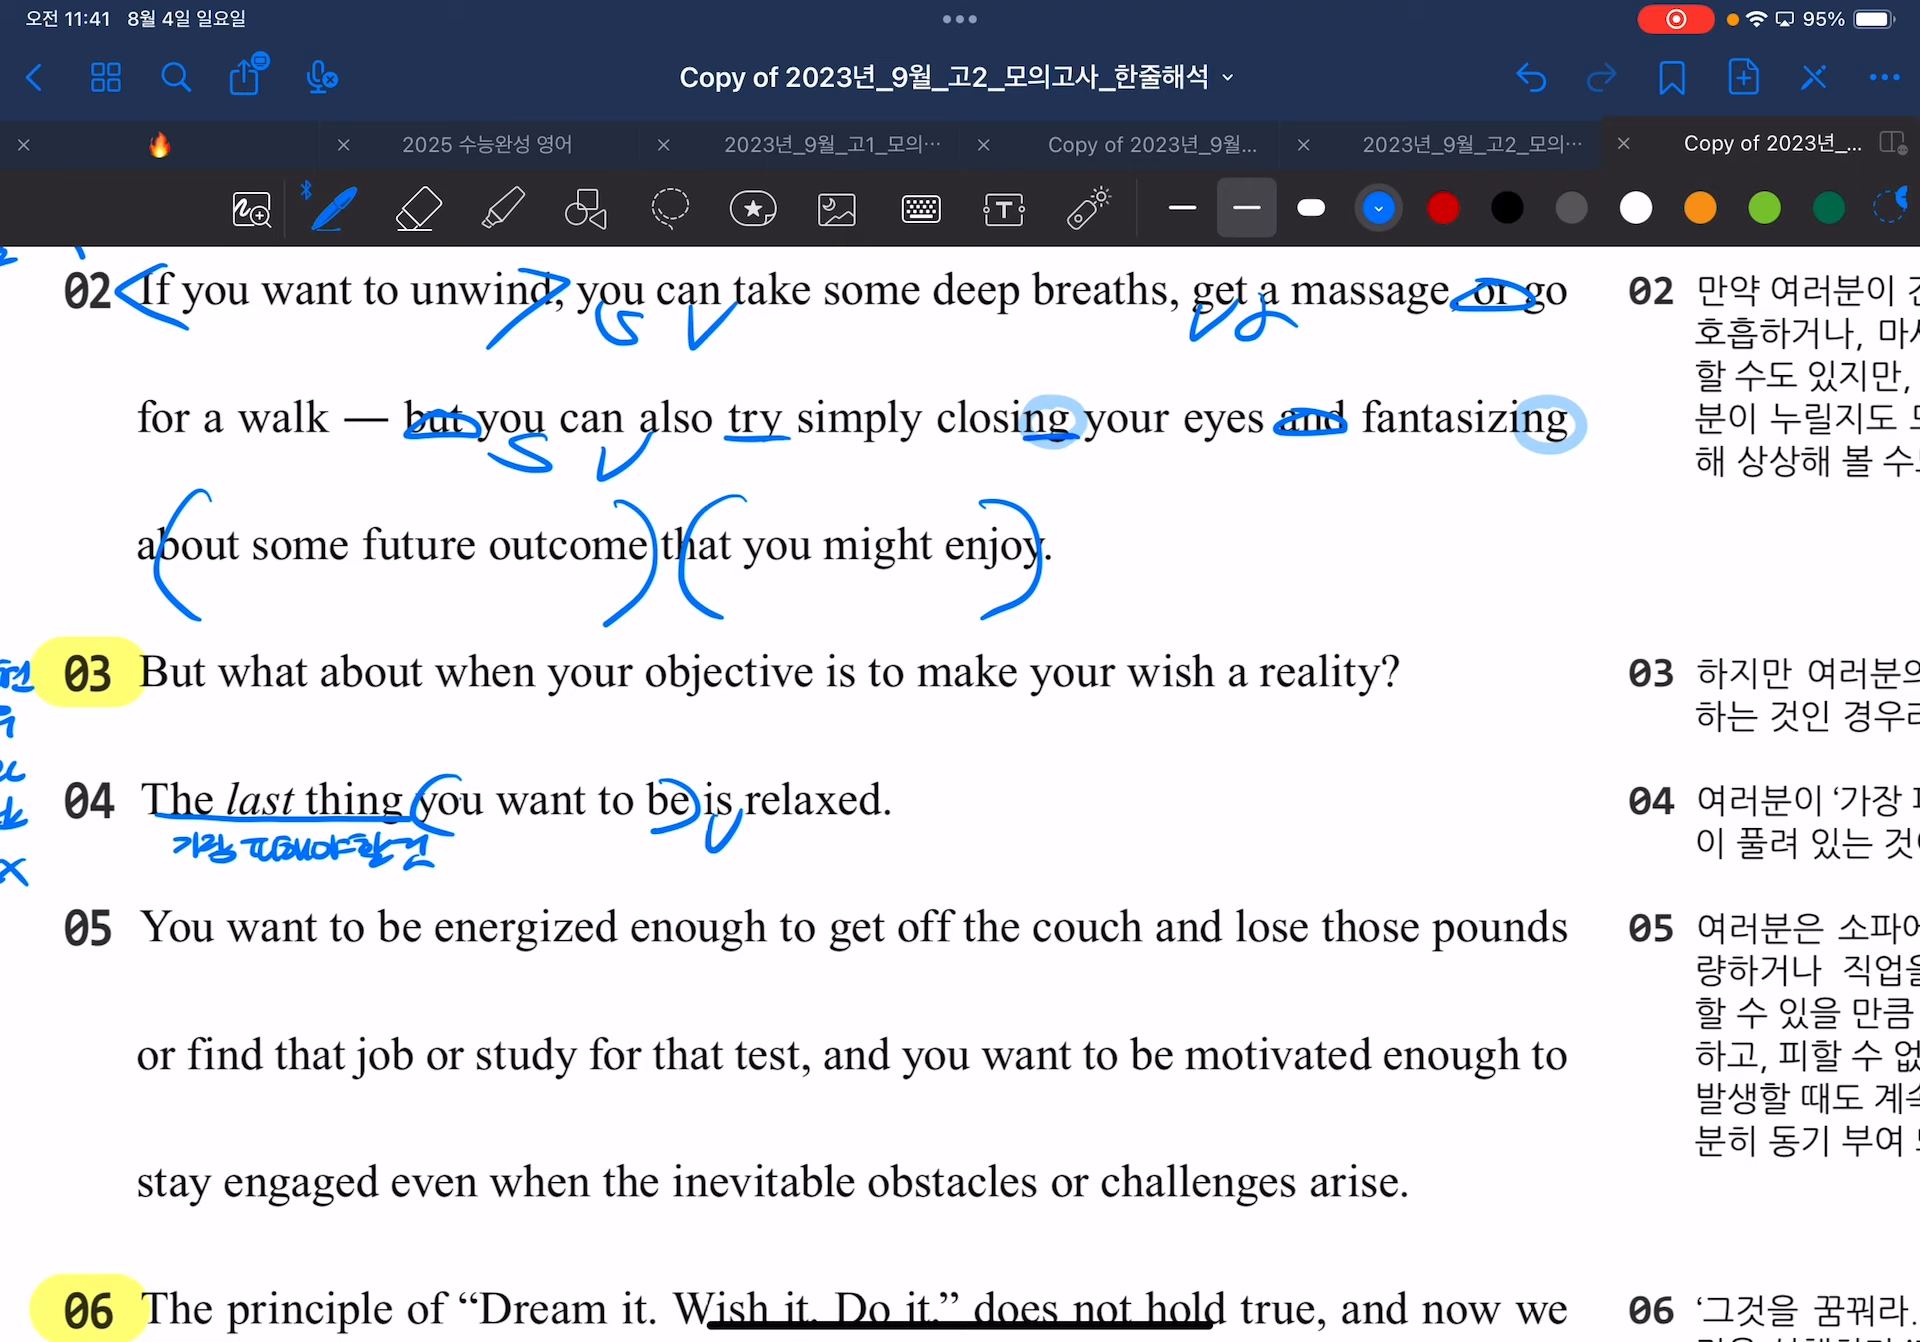 오전 11:41 8월 4일 일요일
95%
Copy of 2023년_9월_고2_모의고사_한줄해석
2025 수능완성 영어
2023년_9월_고1_모의…
Copy of 2023년_9월...
2023년_9월_고2_모의…
Copy of 2023년_...
02 If you want to unwind, you can take some deep breaths, get a massage, or go
for a walk — but you can also try simply closing your eyes and fantasizing
about some future outcome that you might enjoy.
S V V
S V
03 But what about when your objective is to make your wish a reality?
04 The last thing you want to be is relaxed.
가장 피해야할건 V
05 You want to be energized enough to get off the couch and lose those pounds
or find that job or study for that test, and you want to be motivated enough to
stay engaged even when the inevitable obstacles or challenges arise.
06 The principle of “Dream it. Wish it. Do it.” does not hold true, and now we
02 만약 여러분이
호흡하거나,
할 수도 있지만,
분이 누릴지도
해 상상해 볼
03 하지만
하는 것인
04 여러분이 ‘가장
이 풀려 있는
05 여러분은
량하거나
할 수 있을 만큼
하고, 피할 수
발생할 때도
분히 동기 부여
06 ‘그것을 꿈꿔라.